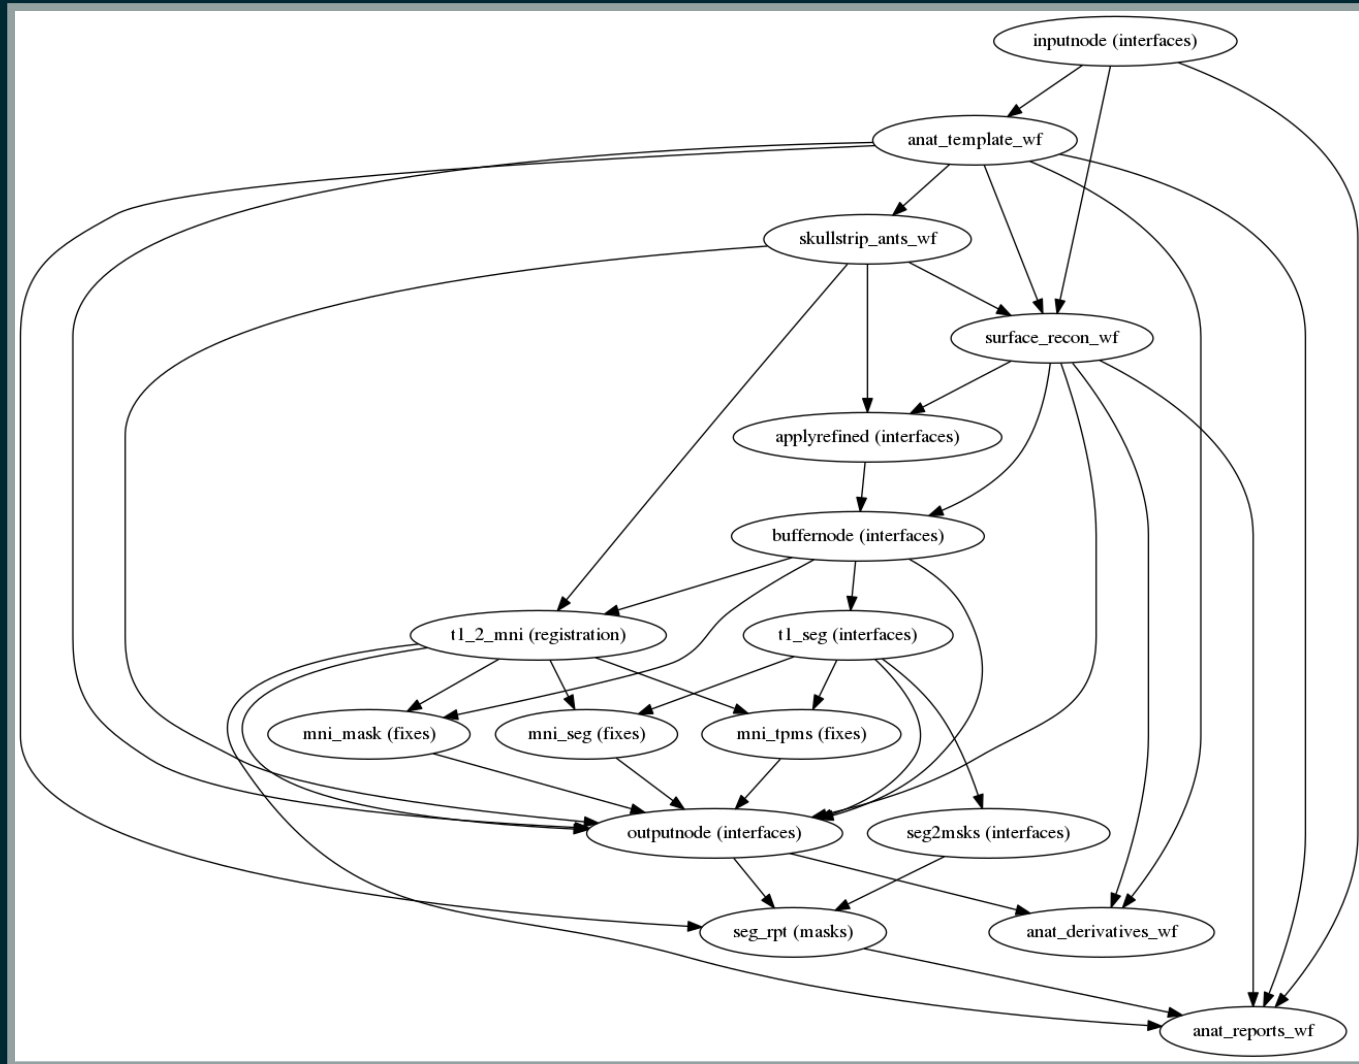 inputnode (interfaces)
anat_template_wf
skullstrip_ants_wf
surface_recon_wf
applyrefined (interfaces)
buffernode (interfaces)
t1_2_mni (registration)
t1_seg (interfaces)
mni_mask (fixes)
mni_seg (fixes)
mni_tpms (fixes)
outputnode (interfaces)
seg2msks (interfaces)
seg_rpt (masks)
anat_derivatives_wf
anat_reports_wf